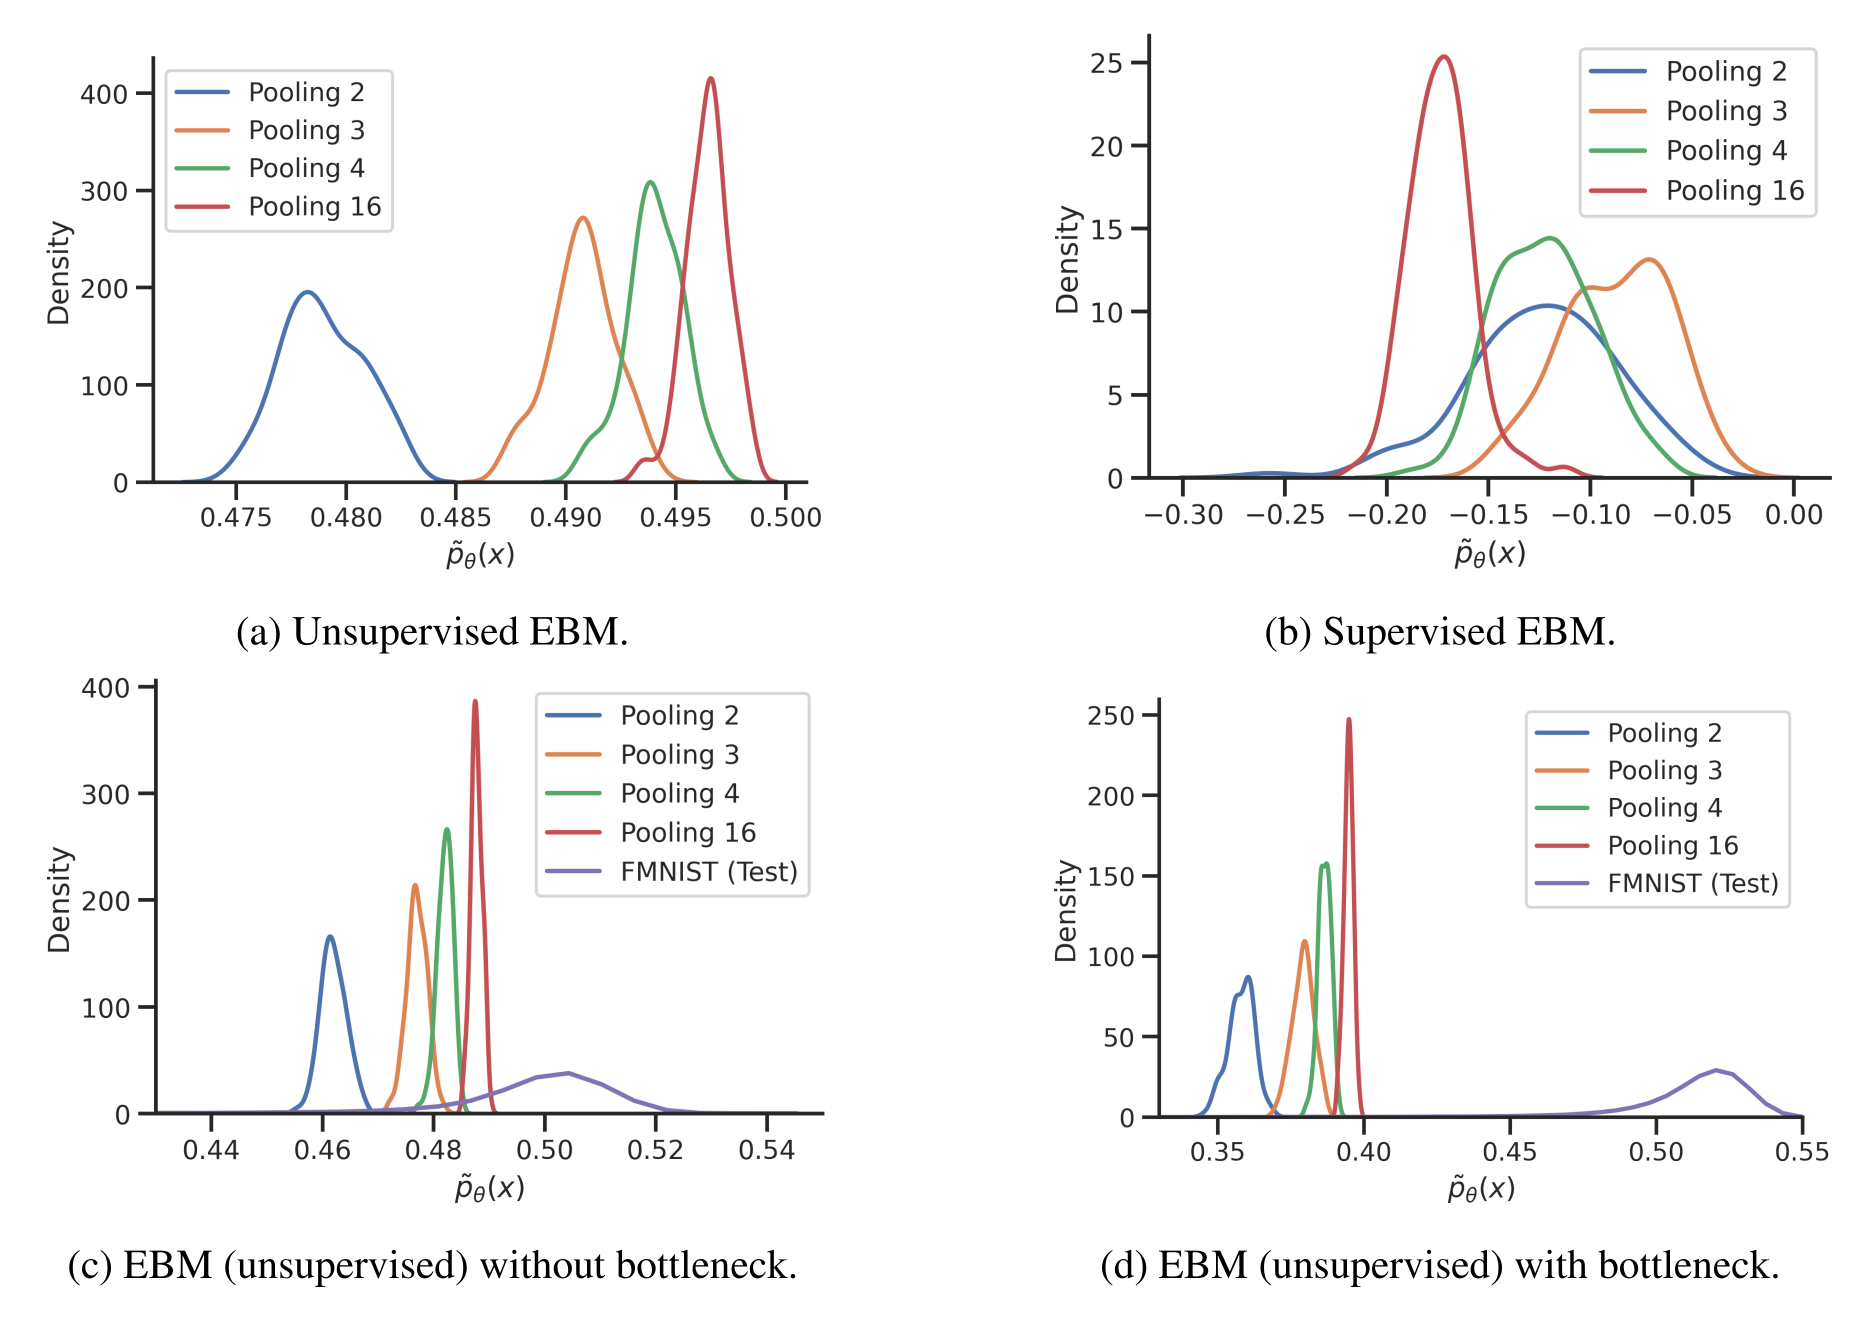 Density
400
300
200
100
0
Pooling 2
Pooling 3
Pooling 4
Pooling 16
0.475 0.480 0.485 0.490 0.495 0.500
p̃θ(x)
(a) Unsupervised EBM.
Density
25
20
15
10
5
0
Pooling 2
Pooling 3
Pooling 4
Pooling 16
−0.30 −0.25 −0.20 −0.15 −0.10 −0.05 0.00
p̃θ(x)
(b) Supervised EBM.
Density
400
300
200
100
0
Pooling 2
Pooling 3
Pooling 4
Pooling 16
FMNIST (Test)
0.44 0.46 0.48 0.50 0.52 0.54
p̃θ(x)
(c) EBM (unsupervised) without bottleneck.
Density
250
200
150
100
50
0
Pooling 2
Pooling 3
Pooling 4
Pooling 16
FMNIST (Test)
0.35 0.40 0.45 0.50 0.55
p̃θ(x)
(d) EBM (unsupervised) with bottleneck.